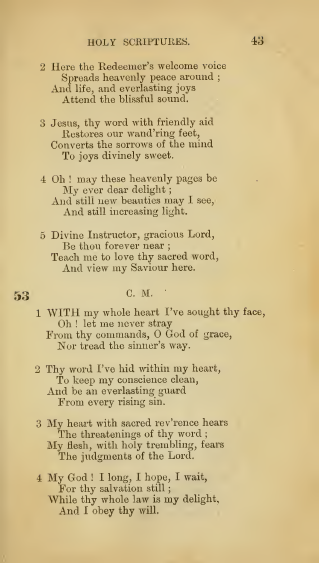 HOLY SCRIPTURES. 43
2 Here the Redeemer's welcome voice
Spreads heavenly peace around ;
And life, and everlasting joys
Attend the blissful sound.
3 Jesus, thy word with friendly aid
Restores our wand'ring feet,
Converts the sorrows of the mind
To joys divinely sweet.
4 Oh ! may these heavenly pages be
My ever dear delight ;
And still new beauties may I see,
And still increasing light.
5 Divine Instructor, gracious Lord,
Be thou forever near ;
Teach me to love thy sacred word,
And view my Saviour here.
53 C. M.
1 WITH my whole heart I've sought thy face,
Oh ! let me never stray
From thy commands, O God of grace,
Nor tread the sinner's way.
2 Thy word I've hid within my heart,
To keep my conscience clean,
And be an everlasting guard
From every rising sin.
3 My heart with sacred rev'rence hears
The threatenings of thy word ;
My flesh, with holy trembling, fears
The judgments of the Lord.
4 My God ! I long, I hope, I wait,
For thy salvation still ;
While thy whole law is my delight,
And I obey thy will.